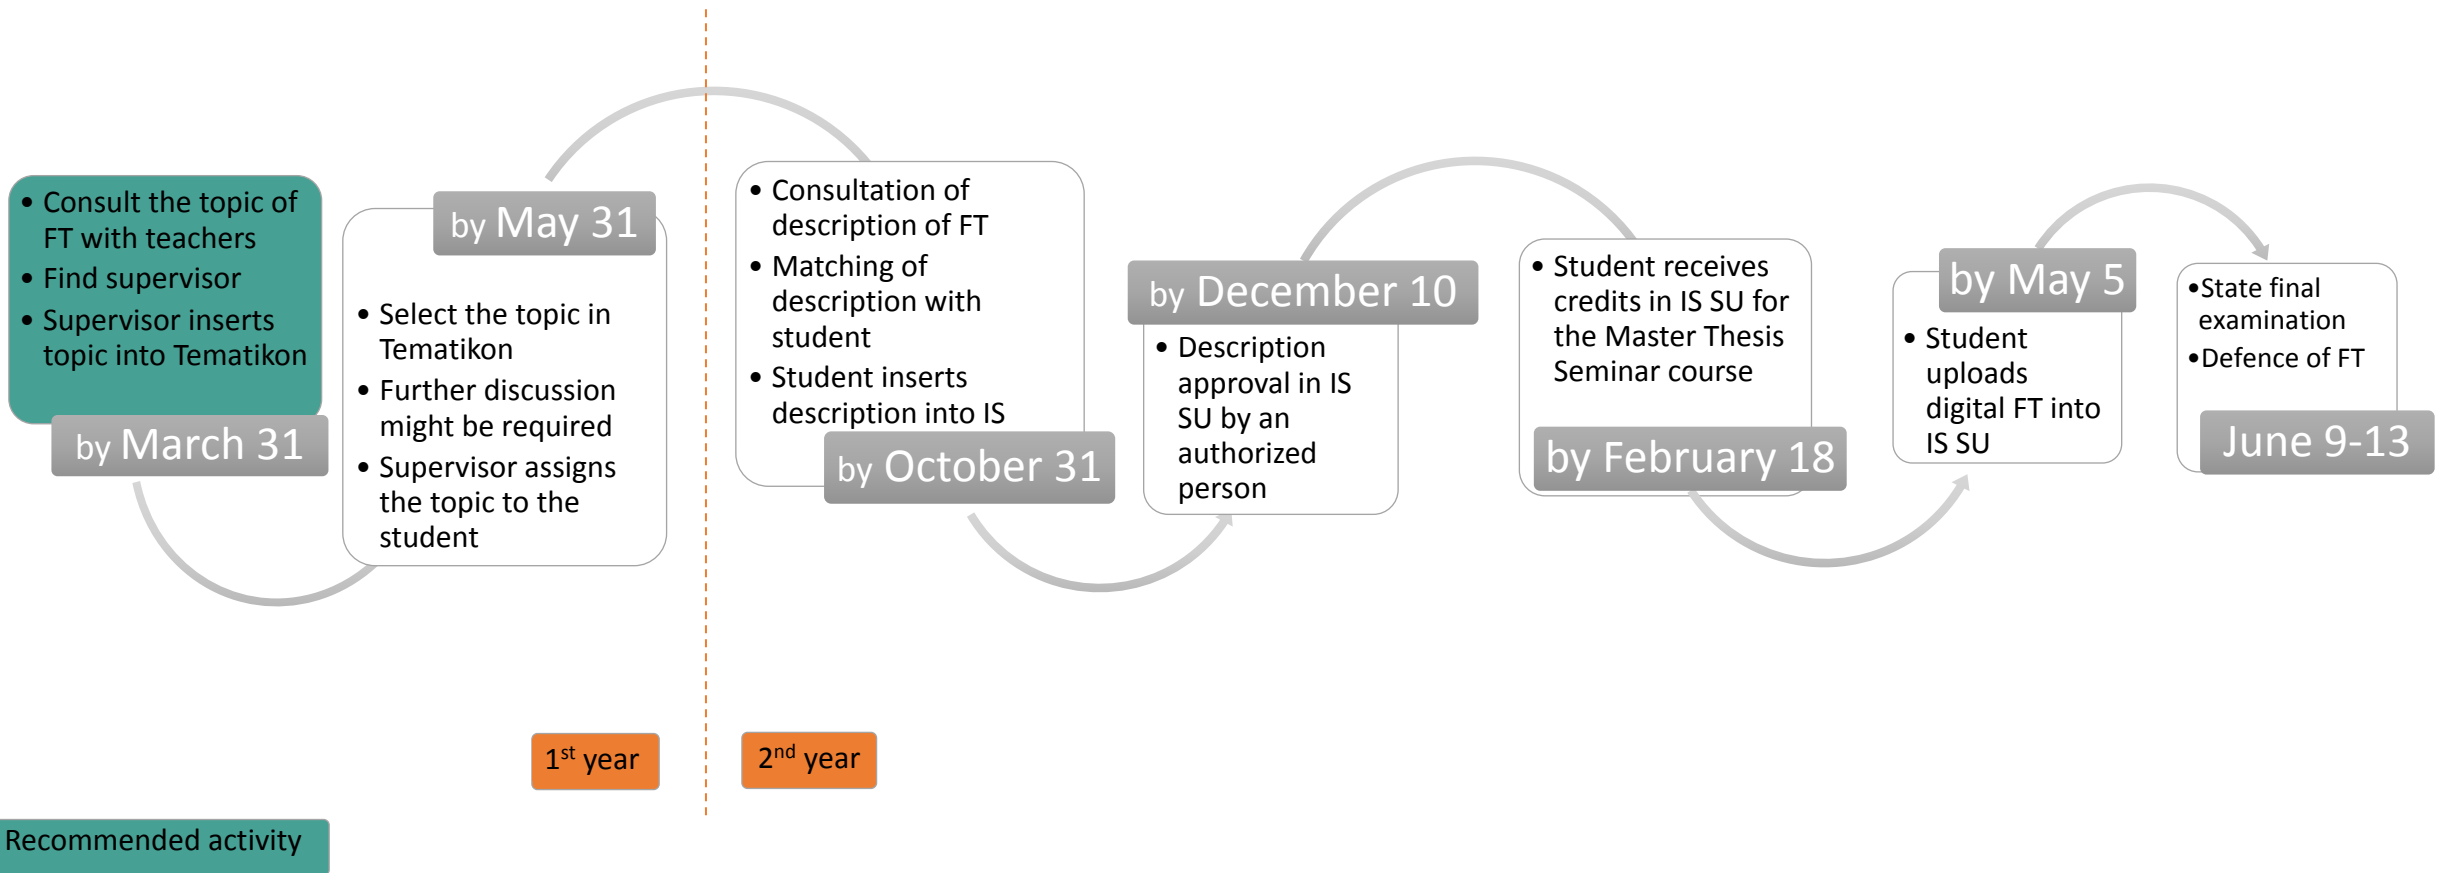 • Consult the topic of
FT with teachers
• Find supervisor
• Supervisor inserts
topic into Tematikon
by March 31
by May 31
• Select the topic in
Tematikon
• Further discussion
might be required
• Supervisor assigns
the topic to the
student
• Consultation of
description of FT
• Matching of
description with
student
• Student inserts
description into IS
by October 31
by December 10
• Description
approval in IS
SU by an
authorized
person
• Student receives
credits in IS SU for
the Master Thesis
Seminar course
by February 18
by May 5
• Student
uploads
digital FT into
IS SU
•State final
examination
•Defence of FT
June 9-13
1st year
2nd year
Recommended activity